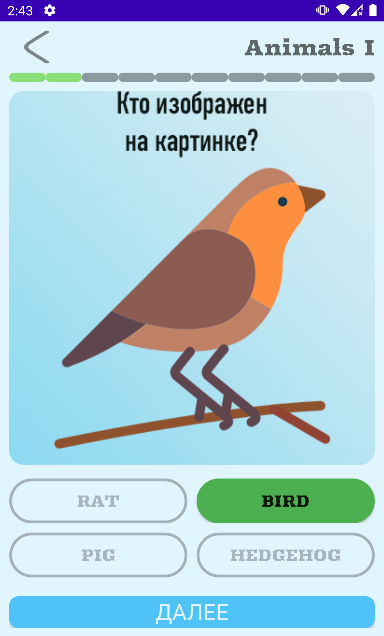 2:43
Animals I
Кто изображен
на картинке?
RAT
BIRD
PIG
HEDGEHOG
ДАЛЕЕ